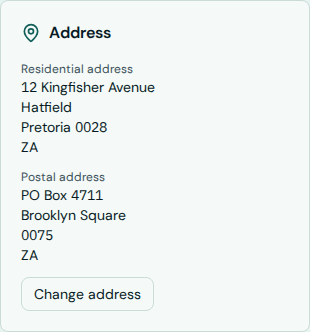 Address
Residential address
12 Kingfisher Avenue
Hatfield
Pretoria 0028
ZA
Postal address
PO Box 4711
Brooklyn Square
0075
ZA
Change address